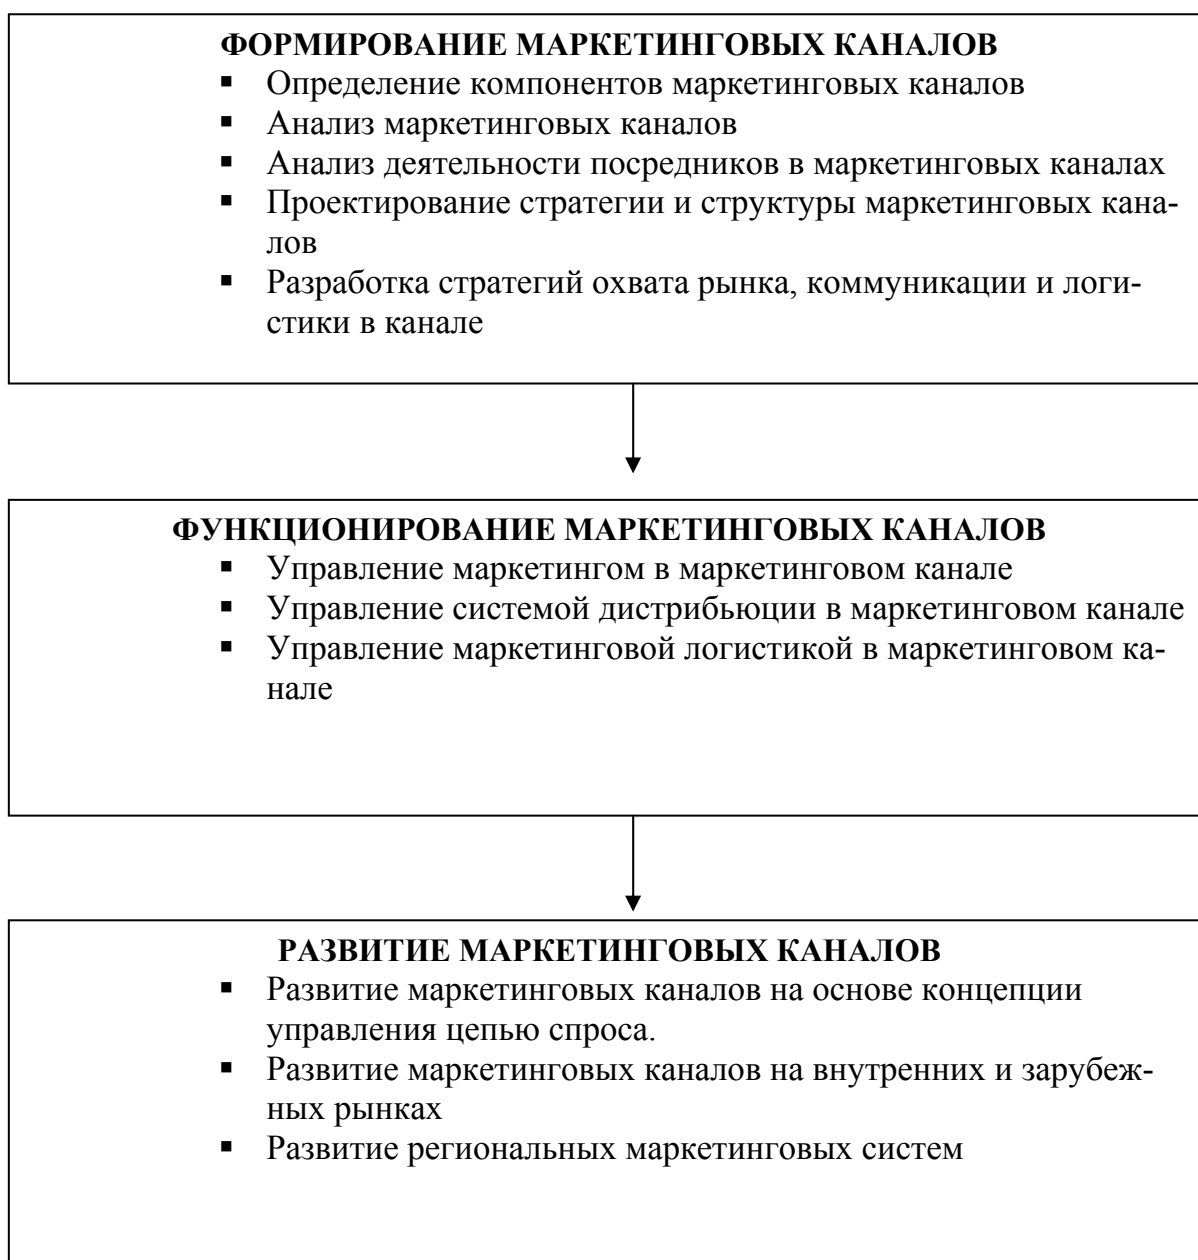 ФОРМИРОВАНИЕ МАРКЕТИНГОВЫХ КАНАЛОВ
▪ Определение компонентов маркетинговых каналов
▪ Анализ маркетинговых каналов
▪ Анализ деятельности посредников в маркетинговых каналах
▪ Проектирование стратегии и структуры маркетинговых кана-
лов
▪ Разработка стратегий охвата рынка, коммуникации и логи-
стики в канале
ФУНКЦИОНИРОВАНИЕ МАРКЕТИНГОВЫХ КАНАЛОВ
▪ Управление маркетингом в маркетинговом канале
▪ Управление системой дистрибьюции в маркетинговом канале
▪ Управление маркетинговой логистикой в маркетинговом ка-
нале
РАЗВИТИЕ МАРКЕТИНГОВЫХ КАНАЛОВ
▪ Развитие маркетинговых каналов на основе концепции
управления цепью спроса.
▪ Развитие маркетинговых каналов на внутренних и зарубеж-
ных рынках
▪ Развитие региональных маркетинговых систем